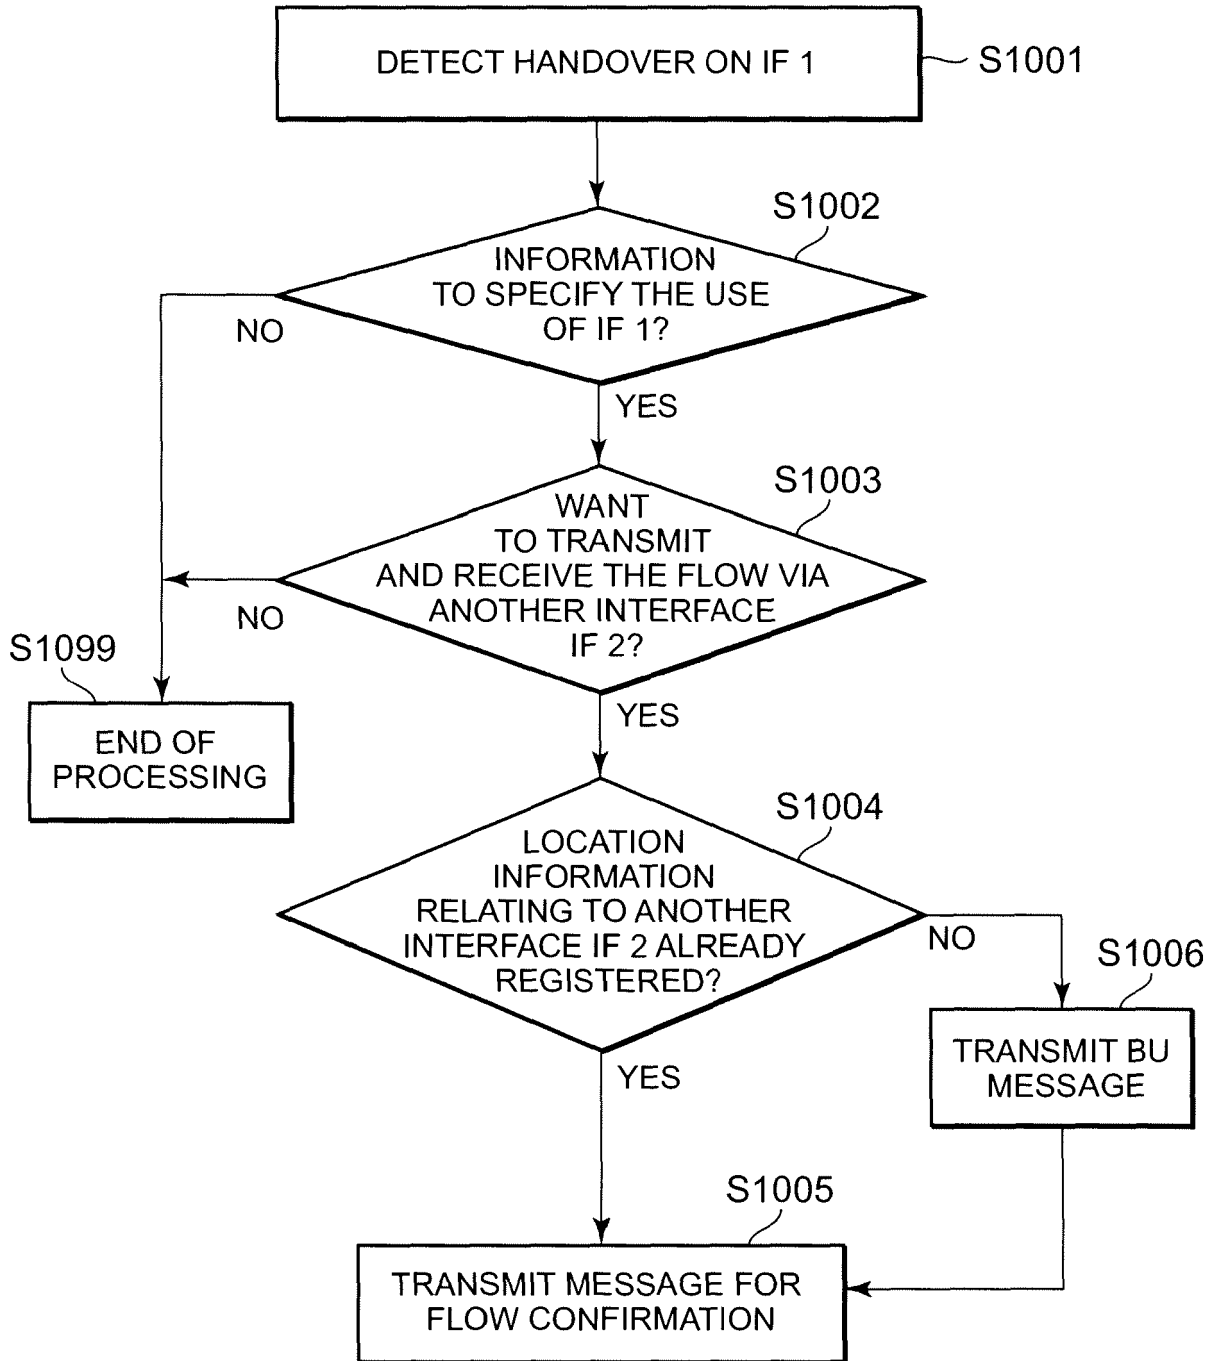 DETECT HANDOVER ON IF 1
S1001
S1002
INFORMATION
TO SPECIFY THE USE
OF IF 1?
NO
YES
S1003
WANT
TO TRANSMIT
AND RECEIVE THE FLOW VIA
ANOTHER INTERFACE
IF 2?
NO
YES
S1099
END OF
PROCESSING
S1004
LOCATION
INFORMATION
RELATING TO ANOTHER
INTERFACE IF 2 ALREADY
REGISTERED?
NO
YES
S1006
TRANSMIT BU
MESSAGE
S1005
TRANSMIT MESSAGE FOR
FLOW CONFIRMATION